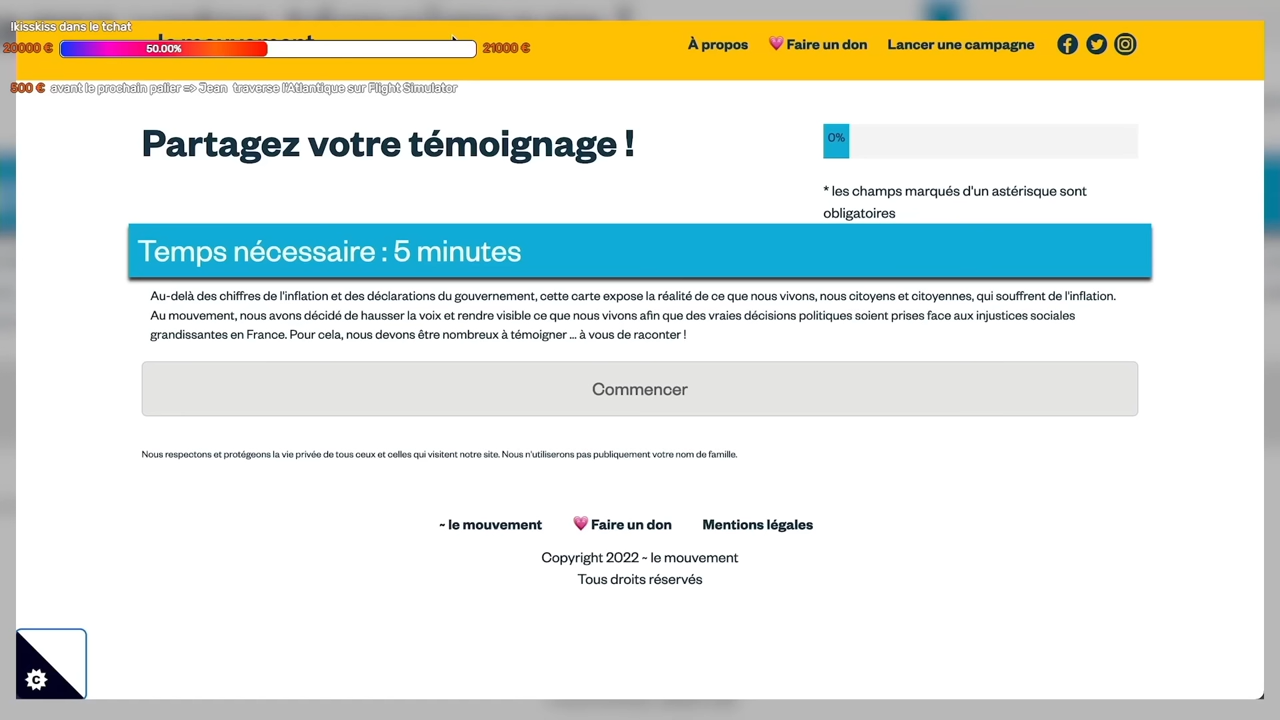 !kisskiss dans le tchat
20000 € 50.00% 21000 €
500 € avant le prochain palier => Jean traverse l'Atlantique sur Flight Simulator
À propos 💗 Faire un don Lancer une campagne
Partagez votre témoignage !
0%
* les champs marqués d'un astérisque sont
obligatoires
Temps nécessaire : 5 minutes
Au-delà des chiffres de l'inflation et des déclarations du gouvernement, cette carte expose la réalité de ce que nous vivons, nous citoyens et citoyennes, qui souffrent de l'inflation.
Au mouvement, nous avons décidé de hausser la voix et rendre visible ce que nous vivons afin que des vraies décisions politiques soient prises face aux injustices sociales
grandissantes en France. Pour cela, nous devons être nombreux à témoigner ... à vous de raconter !
Commencer
Nous respectons et protégeons la vie privée de tous ceux et celles qui visitent notre site. Nous n'utiliserons pas publiquement votre nom de famille.
~ le mouvement 💗 Faire un don Mentions légales
Copyright 2022 ~ le mouvement
Tous droits réservés